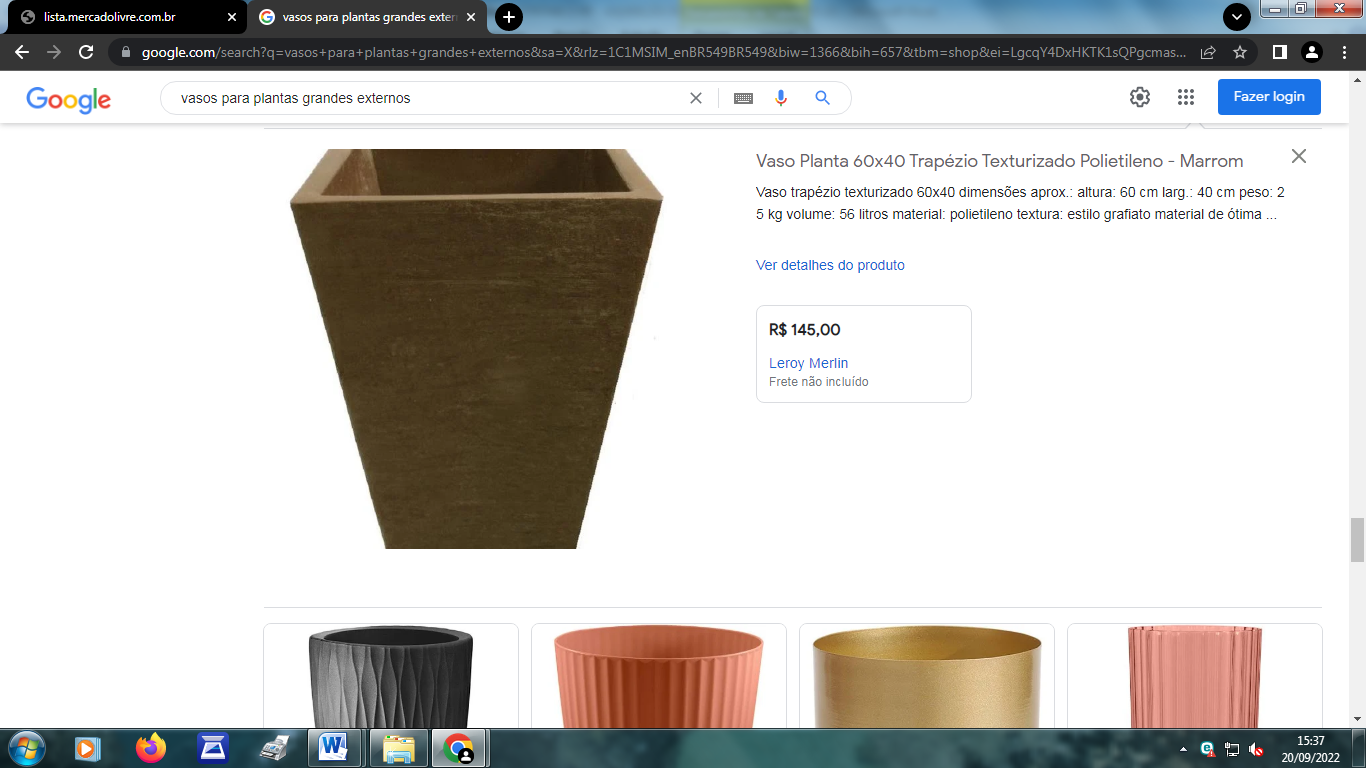 lista.mercadolivre.com.br
vasos para plantas grandes exter
google.com/search?q=vasos+para+plantas+grandes+externos&sa=X&rlz=1C1MSIM_enBR549BR549&biw=1366&bih=657&tbm=shop&ei=LgcqY4DxHKTK1sQPgcmas...
Google
vasos para plantas grandes externos
Fazer login
Vaso Planta 60x40 Trapézio Texturizado Polietileno - Marrom
Vaso trapézio texturizado 60x40 dimensões aprox.: altura: 60 cm larg.: 40 cm peso: 2
5 kg volume: 56 litros material: polietileno textura: estilo grafiato material de ótima ...
Ver detalhes do produto
R$ 145,00
Leroy Merlin
Frete não incluído
15:37
20/09/2022